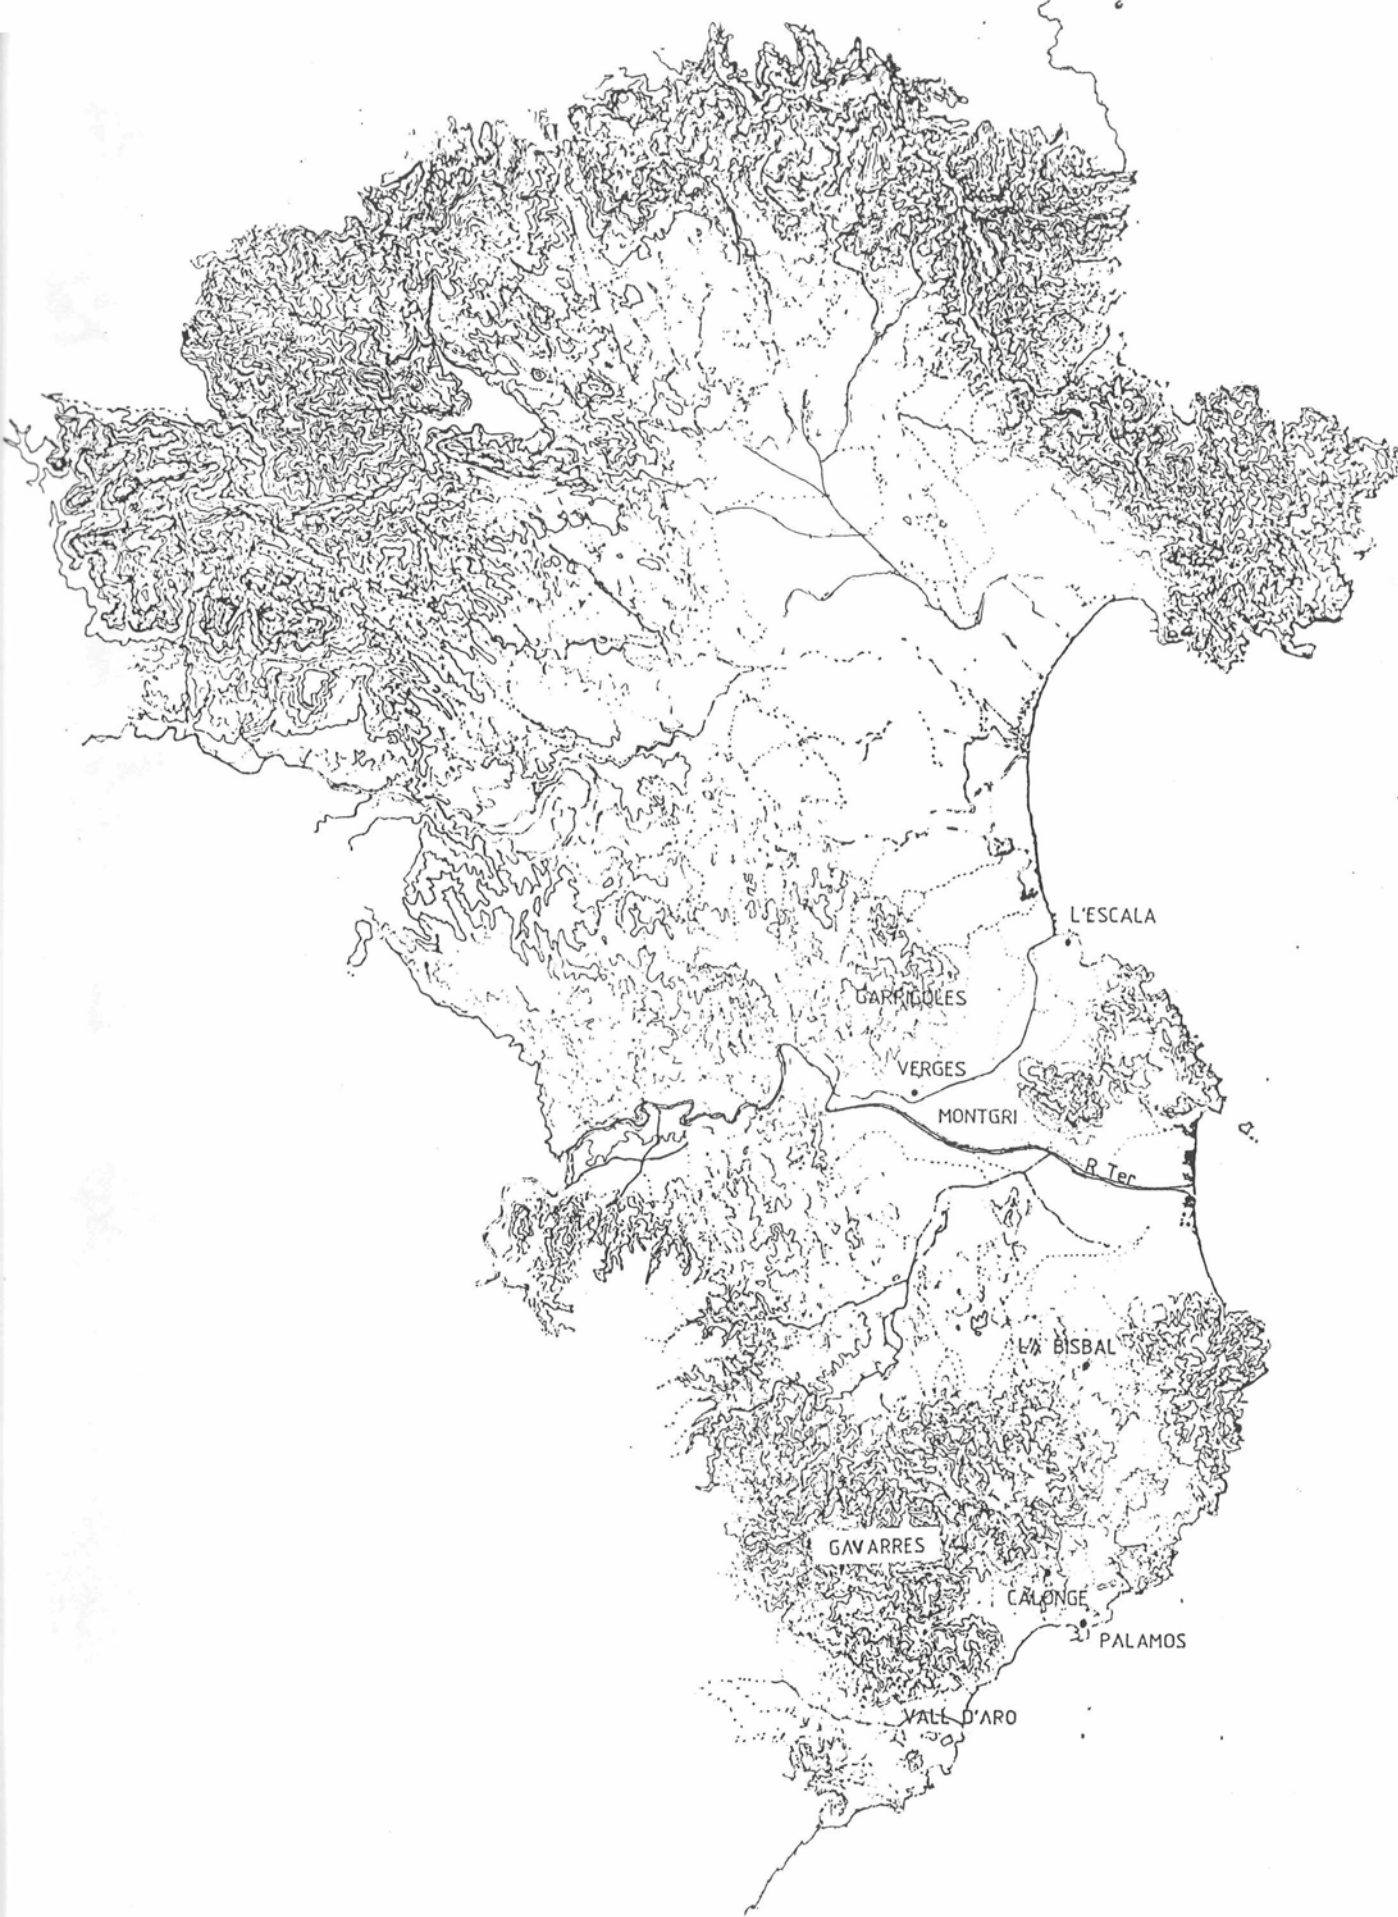 L'ESCALA
GARRIGOLES
VERGES
MONTGRI
R. Ter
LA BISBAL
GAVARRES
CALONGE
PALAMOS
VALL D'ARO